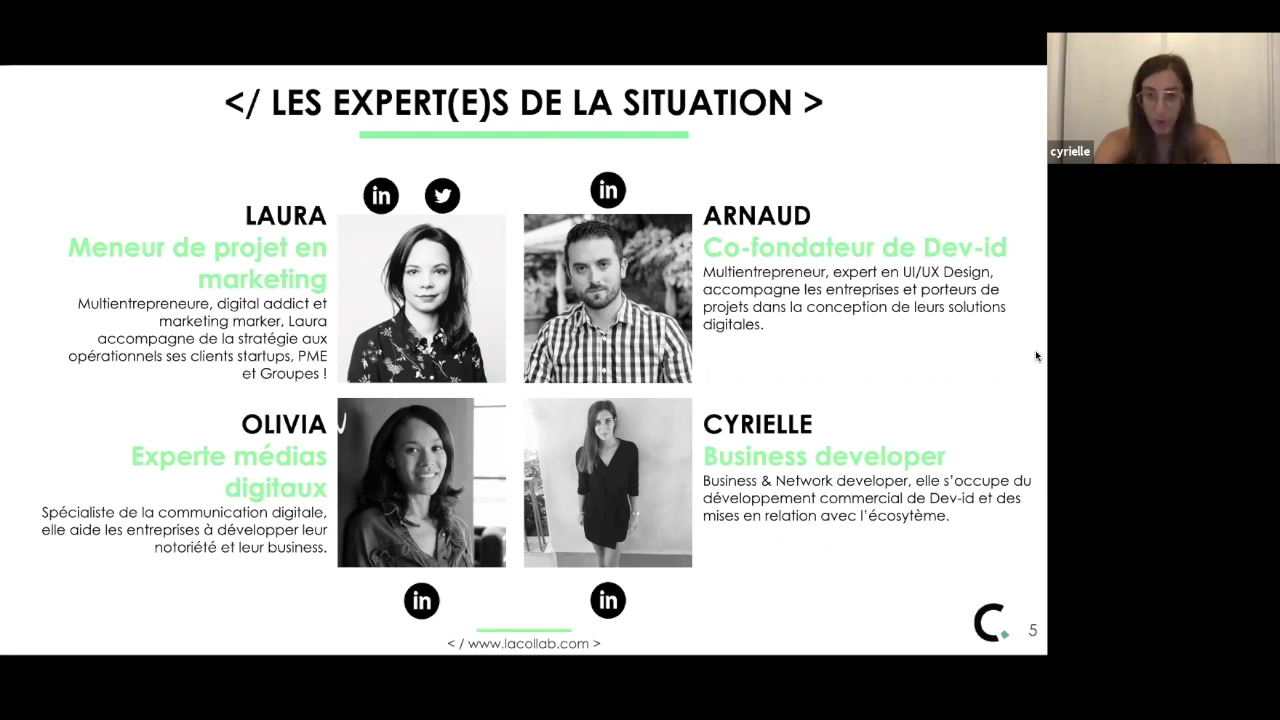 </ LES EXPERT(E)S DE LA SITUATION >
cyrielle
in
in
LAURA
Meneur de projet en
marketing
Multientrepreneure, digital addict et
marketing marker, Laura
accompagne de la stratégie aux
opérationnels ses clients startups, PME
et Groupes !
ARNAUD
Co-fondateur de Dev-id
Multientrepreneur, expert en UI/UX Design,
accompagne les entreprises et porteurs de
projets dans la conception de leurs solutions
digitales.
OLIVIA
Experte médias
digitaux
Spécialiste de la communication digitale,
elle aide les entreprises à développer leur
notoriété et leur business.
CYRIELLE
Business developer
Business & Network developer, elle s’occupe du
développement commercial de Dev-id et des
mises en relation avec l’écosytème.
in
in
< / www.lacollab.com >
C.
5